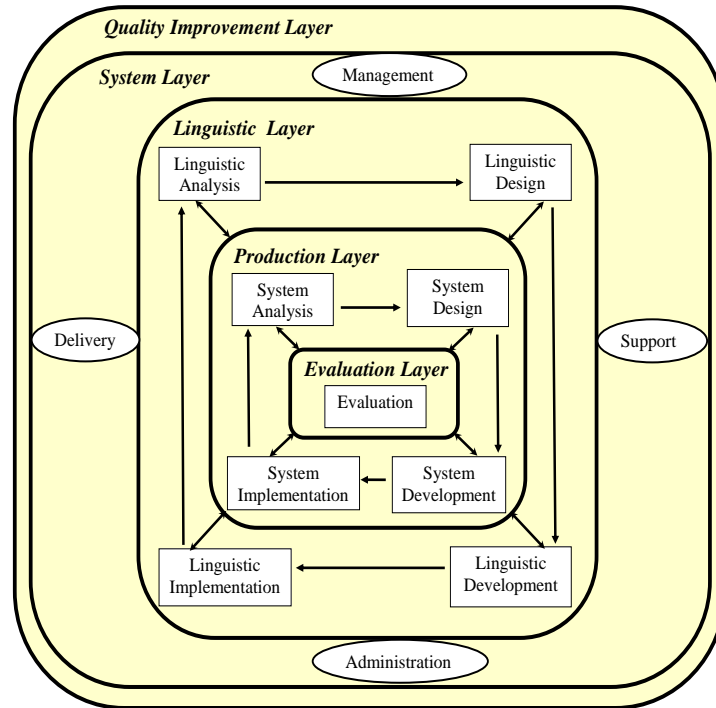 Quality Improvement Layer
System Layer
Management
Linguistic Layer
Linguistic
Analysis
Linguistic
Design
Production Layer
System
Analysis
System
Design
Delivery
Support
Evaluation Layer
Evaluation
System
Implementation
System
Development
Linguistic
Implementation
Linguistic
Development
Administration